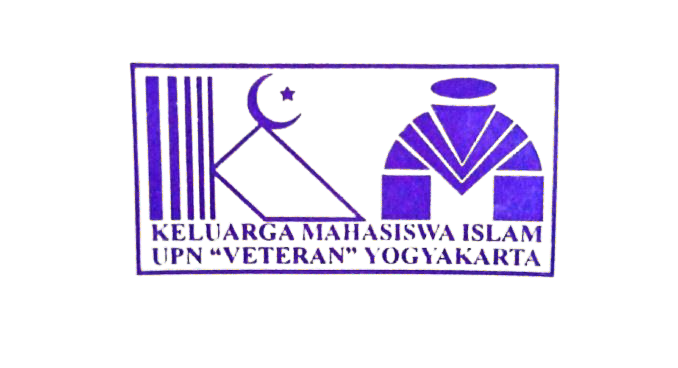 KELUARGA MAHASISWA ISLAM
UPN “VETERAN” YOGYAKARTA